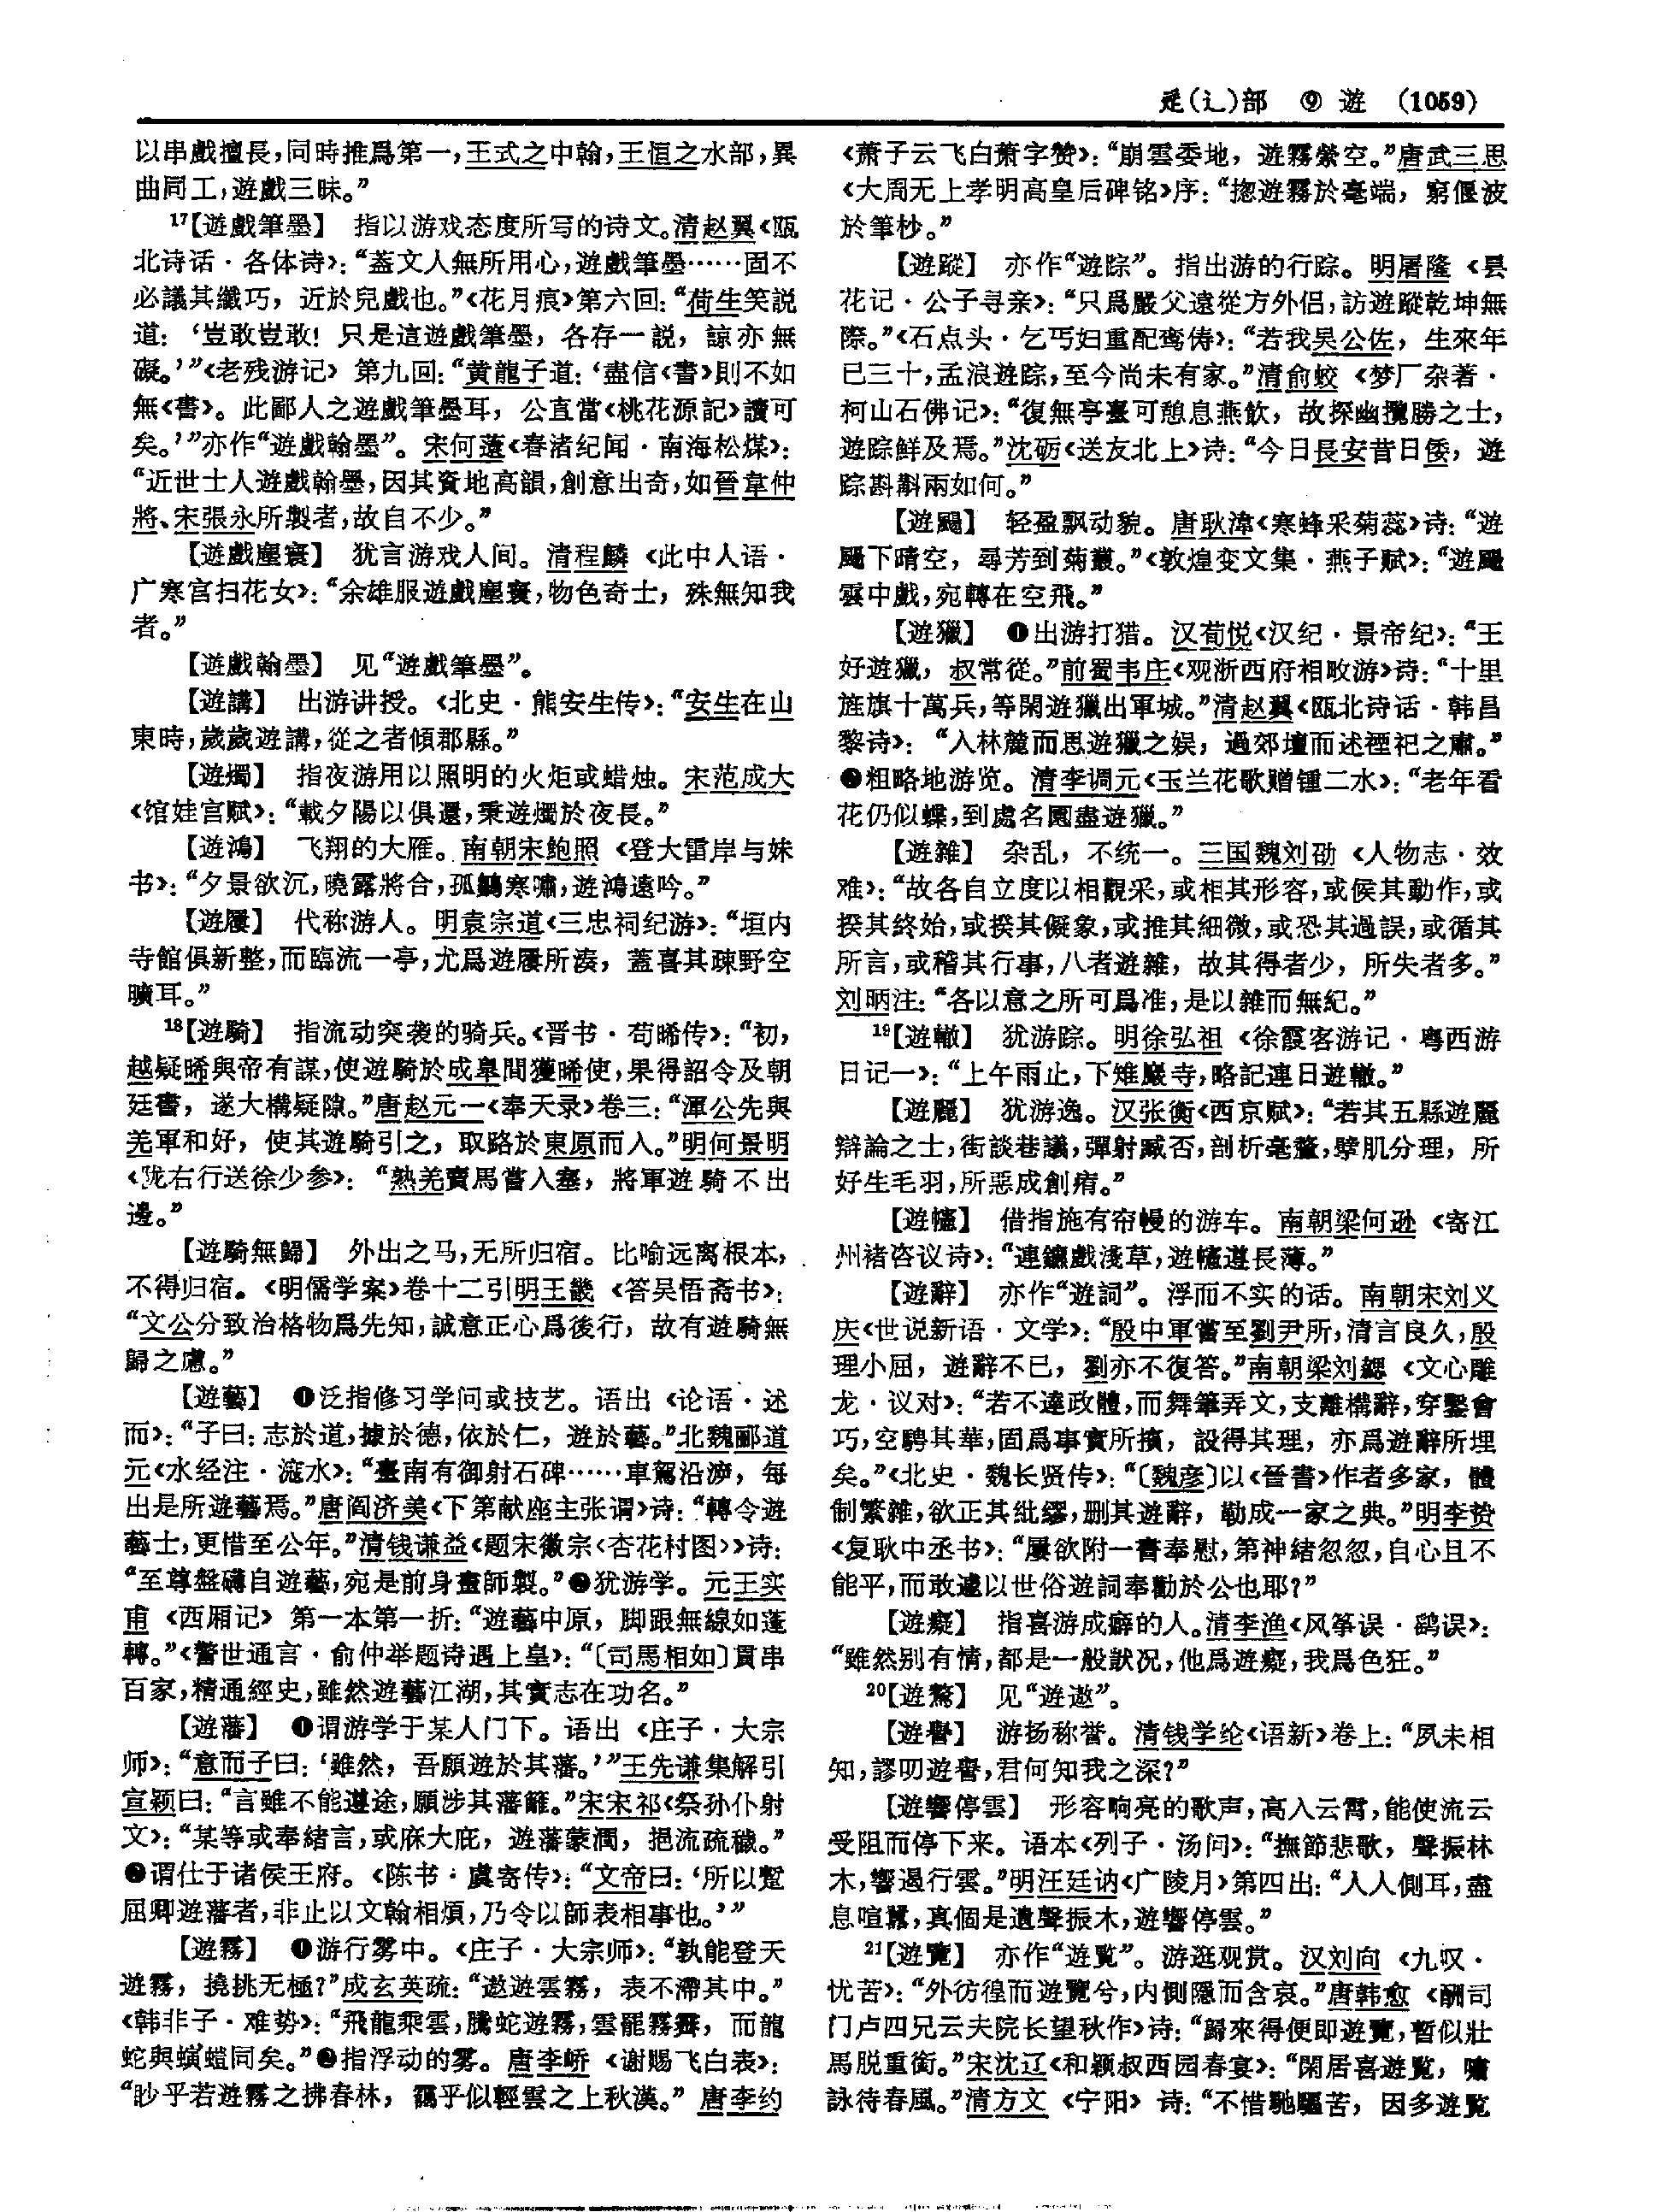 辵(辶)部 ⑨ 遊 (1059)
以串戲擅長,同時推爲第一,王式之中翰,王恒之水部,異
曲同工,遊戲三昧。”
17【遊戲筆墨】 指以游戏态度所写的诗文。清赵翼《瓯
北诗话·各体诗》:“蓋文人無所用心,遊戲筆墨……固不
必議其纖巧,近於兒戲也。”《花月痕》第六回:“荷生笑説
道:‘豈敢豈敢!只是這遊戲筆墨,各存一説,諒亦無
礙。’”《老残游记》第九回:“黄龍子道:‘盡信《書》則不如
無《書》。此鄙人之遊戲筆墨耳,公直當《桃花源記》讀可
矣。’”亦作“遊戲翰墨”。宋何薳《春渚纪闻·南海松煤》:
“近世士人遊戲翰墨,因其資地高韻,創意出奇,如晉韋仲
將、宋張永所製者,故自不少。”
【遊戲塵寰】 犹言游戏人间。清程麟《此中人语·
广寒宫扫花女》:“余雄服遊戲塵寰,物色奇士,殊無知我
者。”
【遊戲翰墨】 见“遊戲筆墨”。
【遊講】 出游讲授。《北史·熊安生传》:“安生在山
東時,歲歲遊講,從之者傾郡縣。”
【遊燭】 指夜游用以照明的火炬或蜡烛。宋范成大
《馆娃宫赋》:“載夕陽以俱還,秉遊燭於夜長。”
【遊鴻】 飞翔的大雁。南朝宋鲍照《登大雷岸与妹
书》:“夕景欲沉,曉霧將合,孤鶴寒嘯,遊鴻遠吟。”
【遊屨】 代称游人。明袁宗道《三忠祠纪游》:“垣内
寺館俱新整,而臨流一亭,尤爲遊屨所湊,蓋喜其疎野空
曠耳。”
18【遊騎】 指流动突袭的骑兵。《晋书·苟晞传》:“初,
越疑晞與帝有謀,使遊騎於成臯間獲晞使,果得詔令及朝
廷書,遂大構疑隙。”唐赵元一《奉天录》卷三:“渾公先與
羌軍和好,使其遊騎引之,取路於東原而入。”明何景明
《陇右行送徐少参》:“熟羌賣馬嘗入塞,將軍遊騎不出
邊。”
【遊騎無歸】 外出之马,无所归宿。比喻远离根本,
不得归宿。《明儒学案》卷十二引明王畿《答吴悟斋书》:
“文公分致治格物爲先知,誠意正心爲後行,故有遊騎無
歸之慮。”
【遊藝】 ❶泛指修习学问或技艺。语出《论语·述
而》:“子曰:志於道,據於德,依於仁,遊於藝。”北魏郦道
元《水经注·㶟水》:“臺南有御射石碑……車駕沿泝,每
出是所遊藝焉。”唐阎济美《下第献座主张谓》诗:“轉令遊
藝士,更惜至公年。”清钱谦益《题宋徽宗〈杏花村图〉》诗:
“至尊盤礴自遊藝,宛是前身畫師製。”❷犹游学。元王实
甫《西厢记》第一本第一折:“遊藝中原,脚跟無線如蓬
轉。”《警世通言·俞仲举题诗遇上皇》:“〔司馬相如〕貫串
百家,精通經史,雖然遊藝江湖,其實志在功名。”
【遊藩】 ❶谓游学于某人门下。语出《庄子·大宗
师》:“意而子曰:‘雖然,吾願遊於其藩。’”王先谦集解引
宣颖曰:“言雖不能遵途,願涉其藩籬。”宋宋祁《祭孙仆射
文》:“某等或奉緒言,或庥大庇,遊藩蒙潤,挹流疏穢。”
❷谓仕于诸侯王府。《陈书·虞寄传》:“文帝曰:‘所以蹔
屈卿遊藩者,非止以文翰相煩,乃令以師表相事也。’”
【遊霧】 ❶游行雾中。《庄子·大宗师》:“孰能登天
遊霧,撓挑无極?”成玄英疏:“遨遊雲霧,表不滯其中。”
《韩非子·难势》:“飛龍乘雲,騰蛇遊霧,雲罷霧霽,而龍
蛇與螾螘同矣。”❷指浮动的雾。唐李峤《谢赐飞白表》:
“眇乎若遊霧之拂春林,靄乎似輕雲之上秋漢。”唐李约
《萧子云飞白萧字赞》:“崩雲委地,遊霧縈空。”唐武三思
《大周无上孝明高皇后碑铭》序:“揔遊霧於毫端,窮偃波
於筆杪。”
【遊蹤】 亦作“遊踪”。指出游的行踪。明屠隆《昙
花记·公子寻亲》:“只爲嚴父遠從方外侣,訪遊蹤乾坤無
際。”《石点头·乞丐妇重配鸾俦》:“若我吴公佐,生來年
已三十,孟浪遊踪,至今尚未有家。”清俞蛟《梦厂杂著·
柯山石佛记》:“復無亭臺可憩息燕飲,故探幽攬勝之士,
遊踪鮮及焉。”沈砺《送友北上》诗:“今日長安昔日倭,遊
踪斟斠兩如何。”
【遊颺】 轻盈飘动貌。唐耿湋《寒蜂采菊蕊》诗:“遊
颺下晴空,尋芳到菊叢。”《敦煌变文集·燕子赋》:“遊颺
雲中戲,宛轉在空飛。”
【遊獵】 ❶出游打猎。汉荀悦《汉纪·景帝纪》:“王
好遊獵,叔常從。”前蜀韦庄《观浙西府相畋游》诗:“十里
旌旗十萬兵,等閑遊獵出軍城。”清赵翼《瓯北诗话·韩昌
黎诗》:“入林麓而思遊獵之娱,過郊壇而述禋祀之肅。”
❷粗略地游览。清李调元《玉兰花歌赠锺二水》:“老年看
花仍似蝶,到處名園盡遊獵。”
【遊雜】 杂乱,不统一。三国魏刘劭《人物志·效
难》:“故各自立度以相觀采,或相其形容,或候其動作,或
揆其終始,或揆其儗象,或推其細微,或恐其過誤,或循其
所言,或稽其行事,八者遊雜,故其得者少,所失者多。”
刘昞注:“各以意之所可爲准,是以雜而無紀。”
19【遊轍】 犹游踪。明徐弘祖《徐霞客游记·粤西游
日记一》:“上午雨止,下雉巖寺,略記連日遊轍。”
【遊麗】 犹游逸。汉张衡《西京赋》:“若其五縣遊麗
辯論之士,街談巷議,彈射臧否,剖析毫釐,擘肌分理,所
好生毛羽,所惡成創痏。”
【遊幰】 借指施有帘幔的游车。南朝梁何逊《寄江
州褚咨议诗》:“連鑣戲淺草,遊幰遵長薄。”
【遊辭】 亦作“遊詞”。浮而不实的话。南朝宋刘义
庆《世说新语·文学》:“殷中軍嘗至劉尹所,清言良久,殷
理小屈,遊辭不已,劉亦不復答。”南朝梁刘勰《文心雕
龙·议对》:“若不達政體,而舞筆弄文,支離構辭,穿鑿會
巧,空騁其華,固爲事實所擯,設得其理,亦爲遊辭所埋
矣。”《北史·魏长贤传》:“〔魏彦〕以《晉書》作者多家,體
制繁雜,欲正其紕繆,删其遊辭,勒成一家之典。”明李贽
《复耿中丞书》:“屢欲附一書奉慰,第神緒忽忽,自心且不
能平,而敢遽以世俗遊詞奉勸於公也耶?”
【遊癡】 指喜游成癖的人。清李渔《风筝误·鹞误》:
“雖然别有情,都是一般獃况,他爲遊癡,我爲色狂。”
20【遊驁】 见“遊遨”。
【遊譽】 游扬称誉。清钱学纶《语新》卷上:“夙未相
知,謬叨遊譽,君何知我之深?”
【遊響停雲】 形容响亮的歌声,高入云霄,能使流云
受阻而停下来。语本《列子·汤问》:“撫節悲歌,聲振林
木,響遏行雲。”明汪廷讷《广陵月》第四出:“人人側耳,盡
息喧囂,真個是遺聲振木,遊響停雲。”
21【遊覽】 亦作“遊覧”。游逛观赏。汉刘向《九叹·
忧苦》:“外彷徨而遊覽兮,内惻隱而含哀。”唐韩愈《酬司
门卢四兄云夫院长望秋作》诗:“歸來得便即遊覽,暫似壯
馬脱重銜。”宋沈辽《和颖叔西园春宴》:“閑居喜遊覧,嘯
詠待春風。”清方文《宁阳》诗:“不惜馳驅苦,因多遊覧